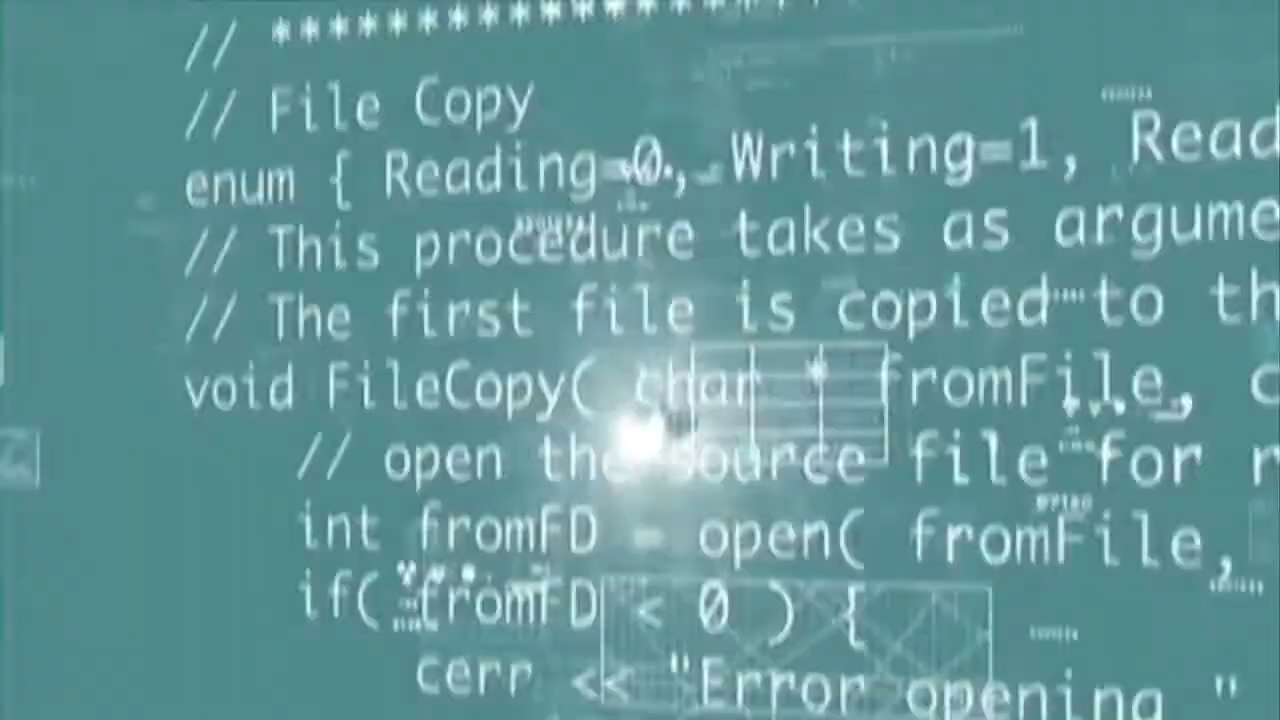 // ******************
// File Copy
enum { Reading=0, Writing=1, Read
// This procedure takes as argume
// The first file is copied to th
void FileCopy( char * fromFile, c
// open the source file for r
int fromFD = open( fromFile,
if( fromFD < 0 ) {
cerr << "Error opening "